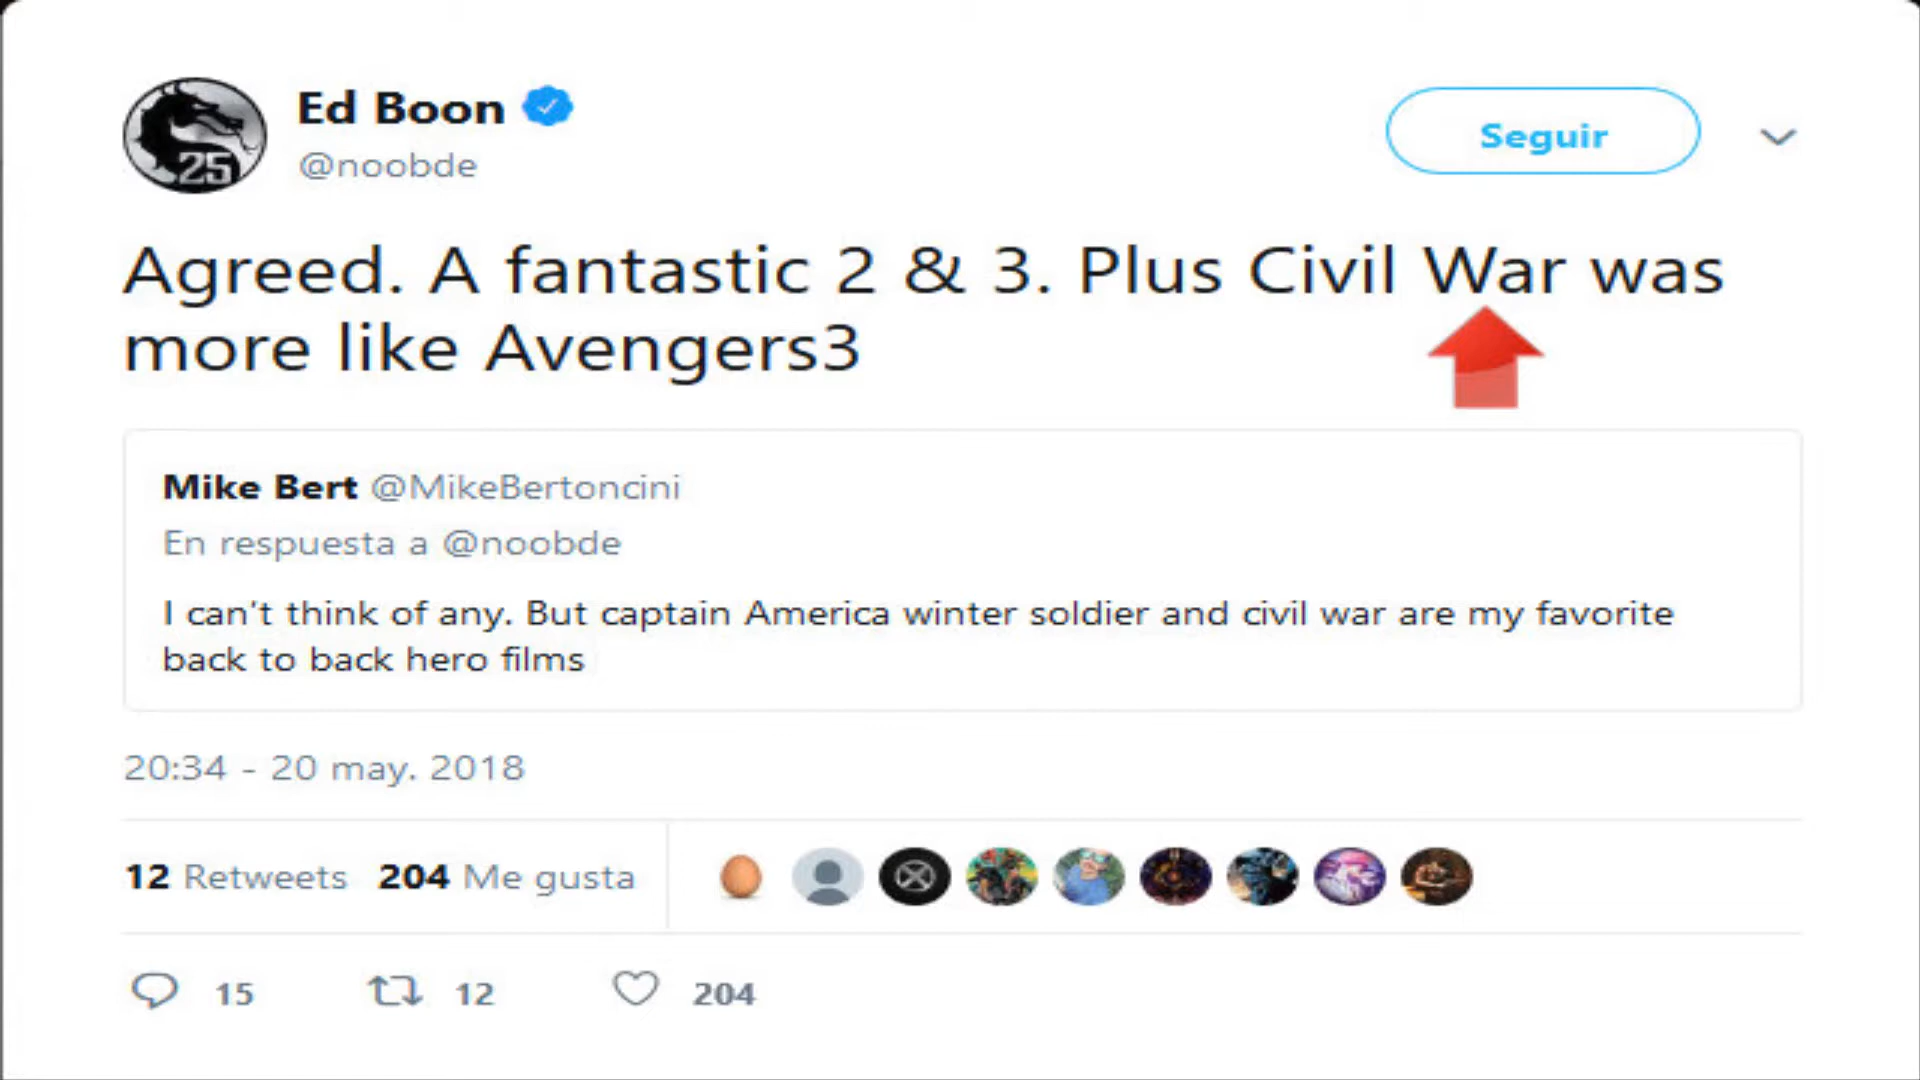 25
Ed Boon
@noobde
Seguir
Agreed. A fantastic 2 & 3. Plus Civil War was
more like Avengers3
Mike Bert @MikeBertoncini
En respuesta a @noobde
I can't think of any. But captain America winter soldier and civil war are my favorite
back to back hero films
20:34 - 20 may. 2018
12 Retweets 204 Me gusta
15 12 204